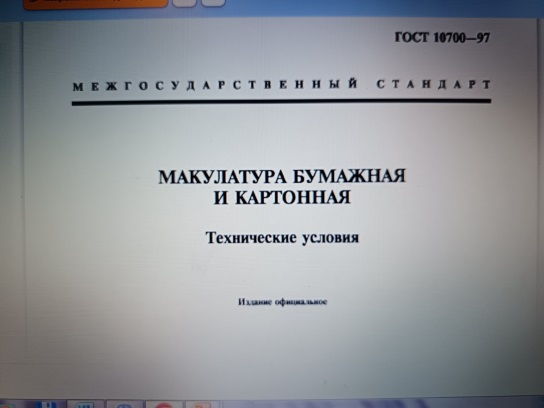 ГОСТ 10700—97
МЕЖГОСУДАРСТВЕННЫЙ СТАНДАРТ
МАКУЛАТУРА БУМАЖНАЯ
И КАРТОННАЯ
Технические условия
Издание официальное